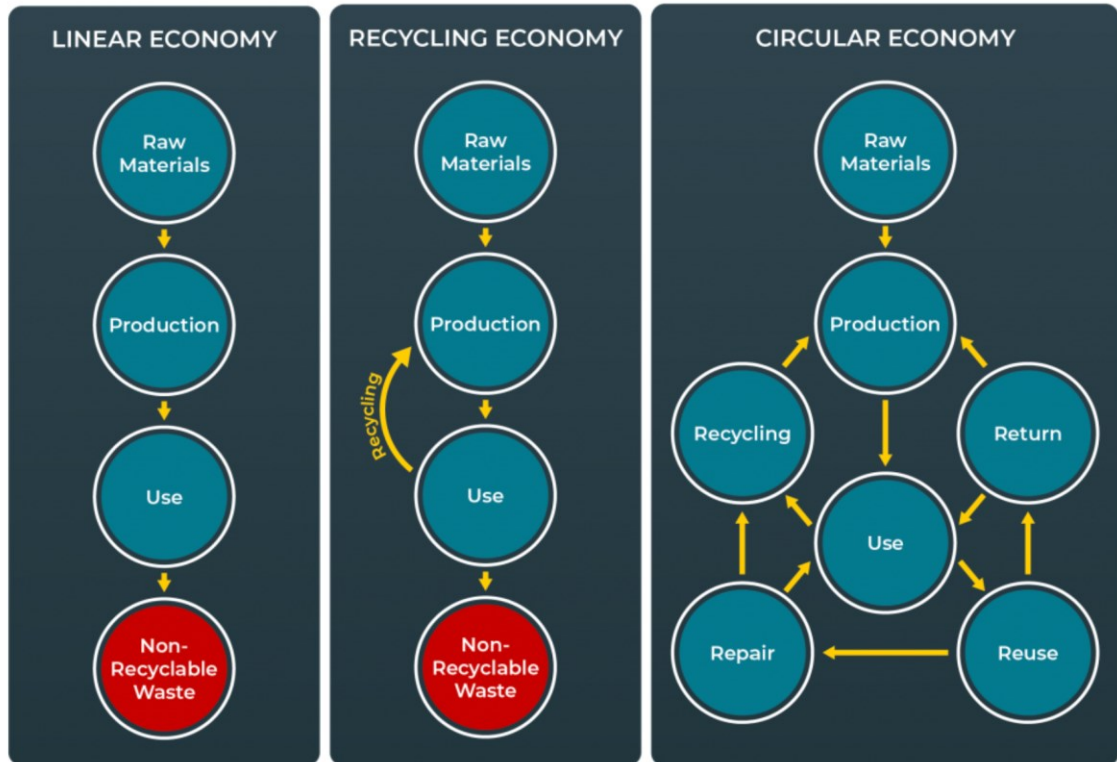 LINEAR ECONOMY
Raw
Materials
Production
Use
Non-
Recyclable
Waste
RECYCLING ECONOMY
Raw
Materials
Production
Recycling
Use
Non-
Recyclable
Waste
CIRCULAR ECONOMY
Raw
Materials
Production
Recycling
Return
Use
Repair
Reuse